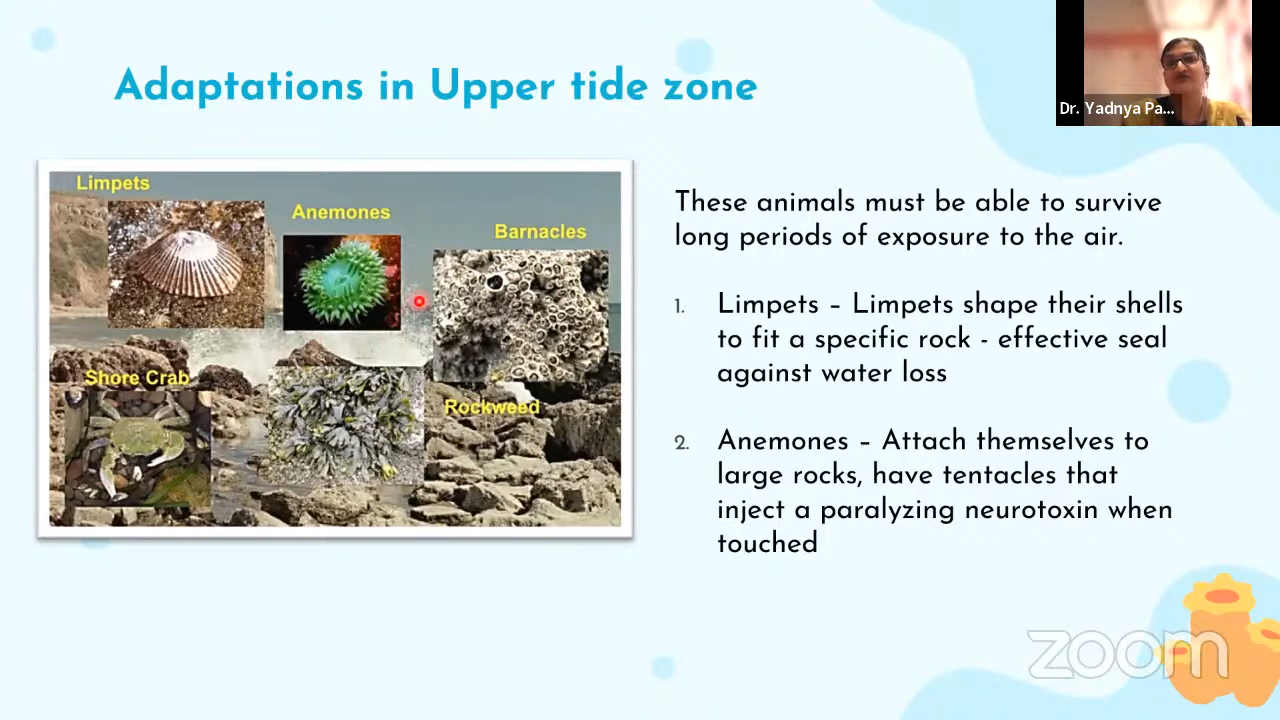 Adaptations in Upper tide zone
Dr. Yadnya Pa...
Limpets
Anemones
Barnacles
Shore Crab
Rockweed
These animals must be able to survive
long periods of exposure to the air.
1. Limpets – Limpets shape their shells
to fit a specific rock - effective seal
against water loss
2. Anemones – Attach themselves to
large rocks, have tentacles that
inject a paralyzing neurotoxin when
touched
zoom